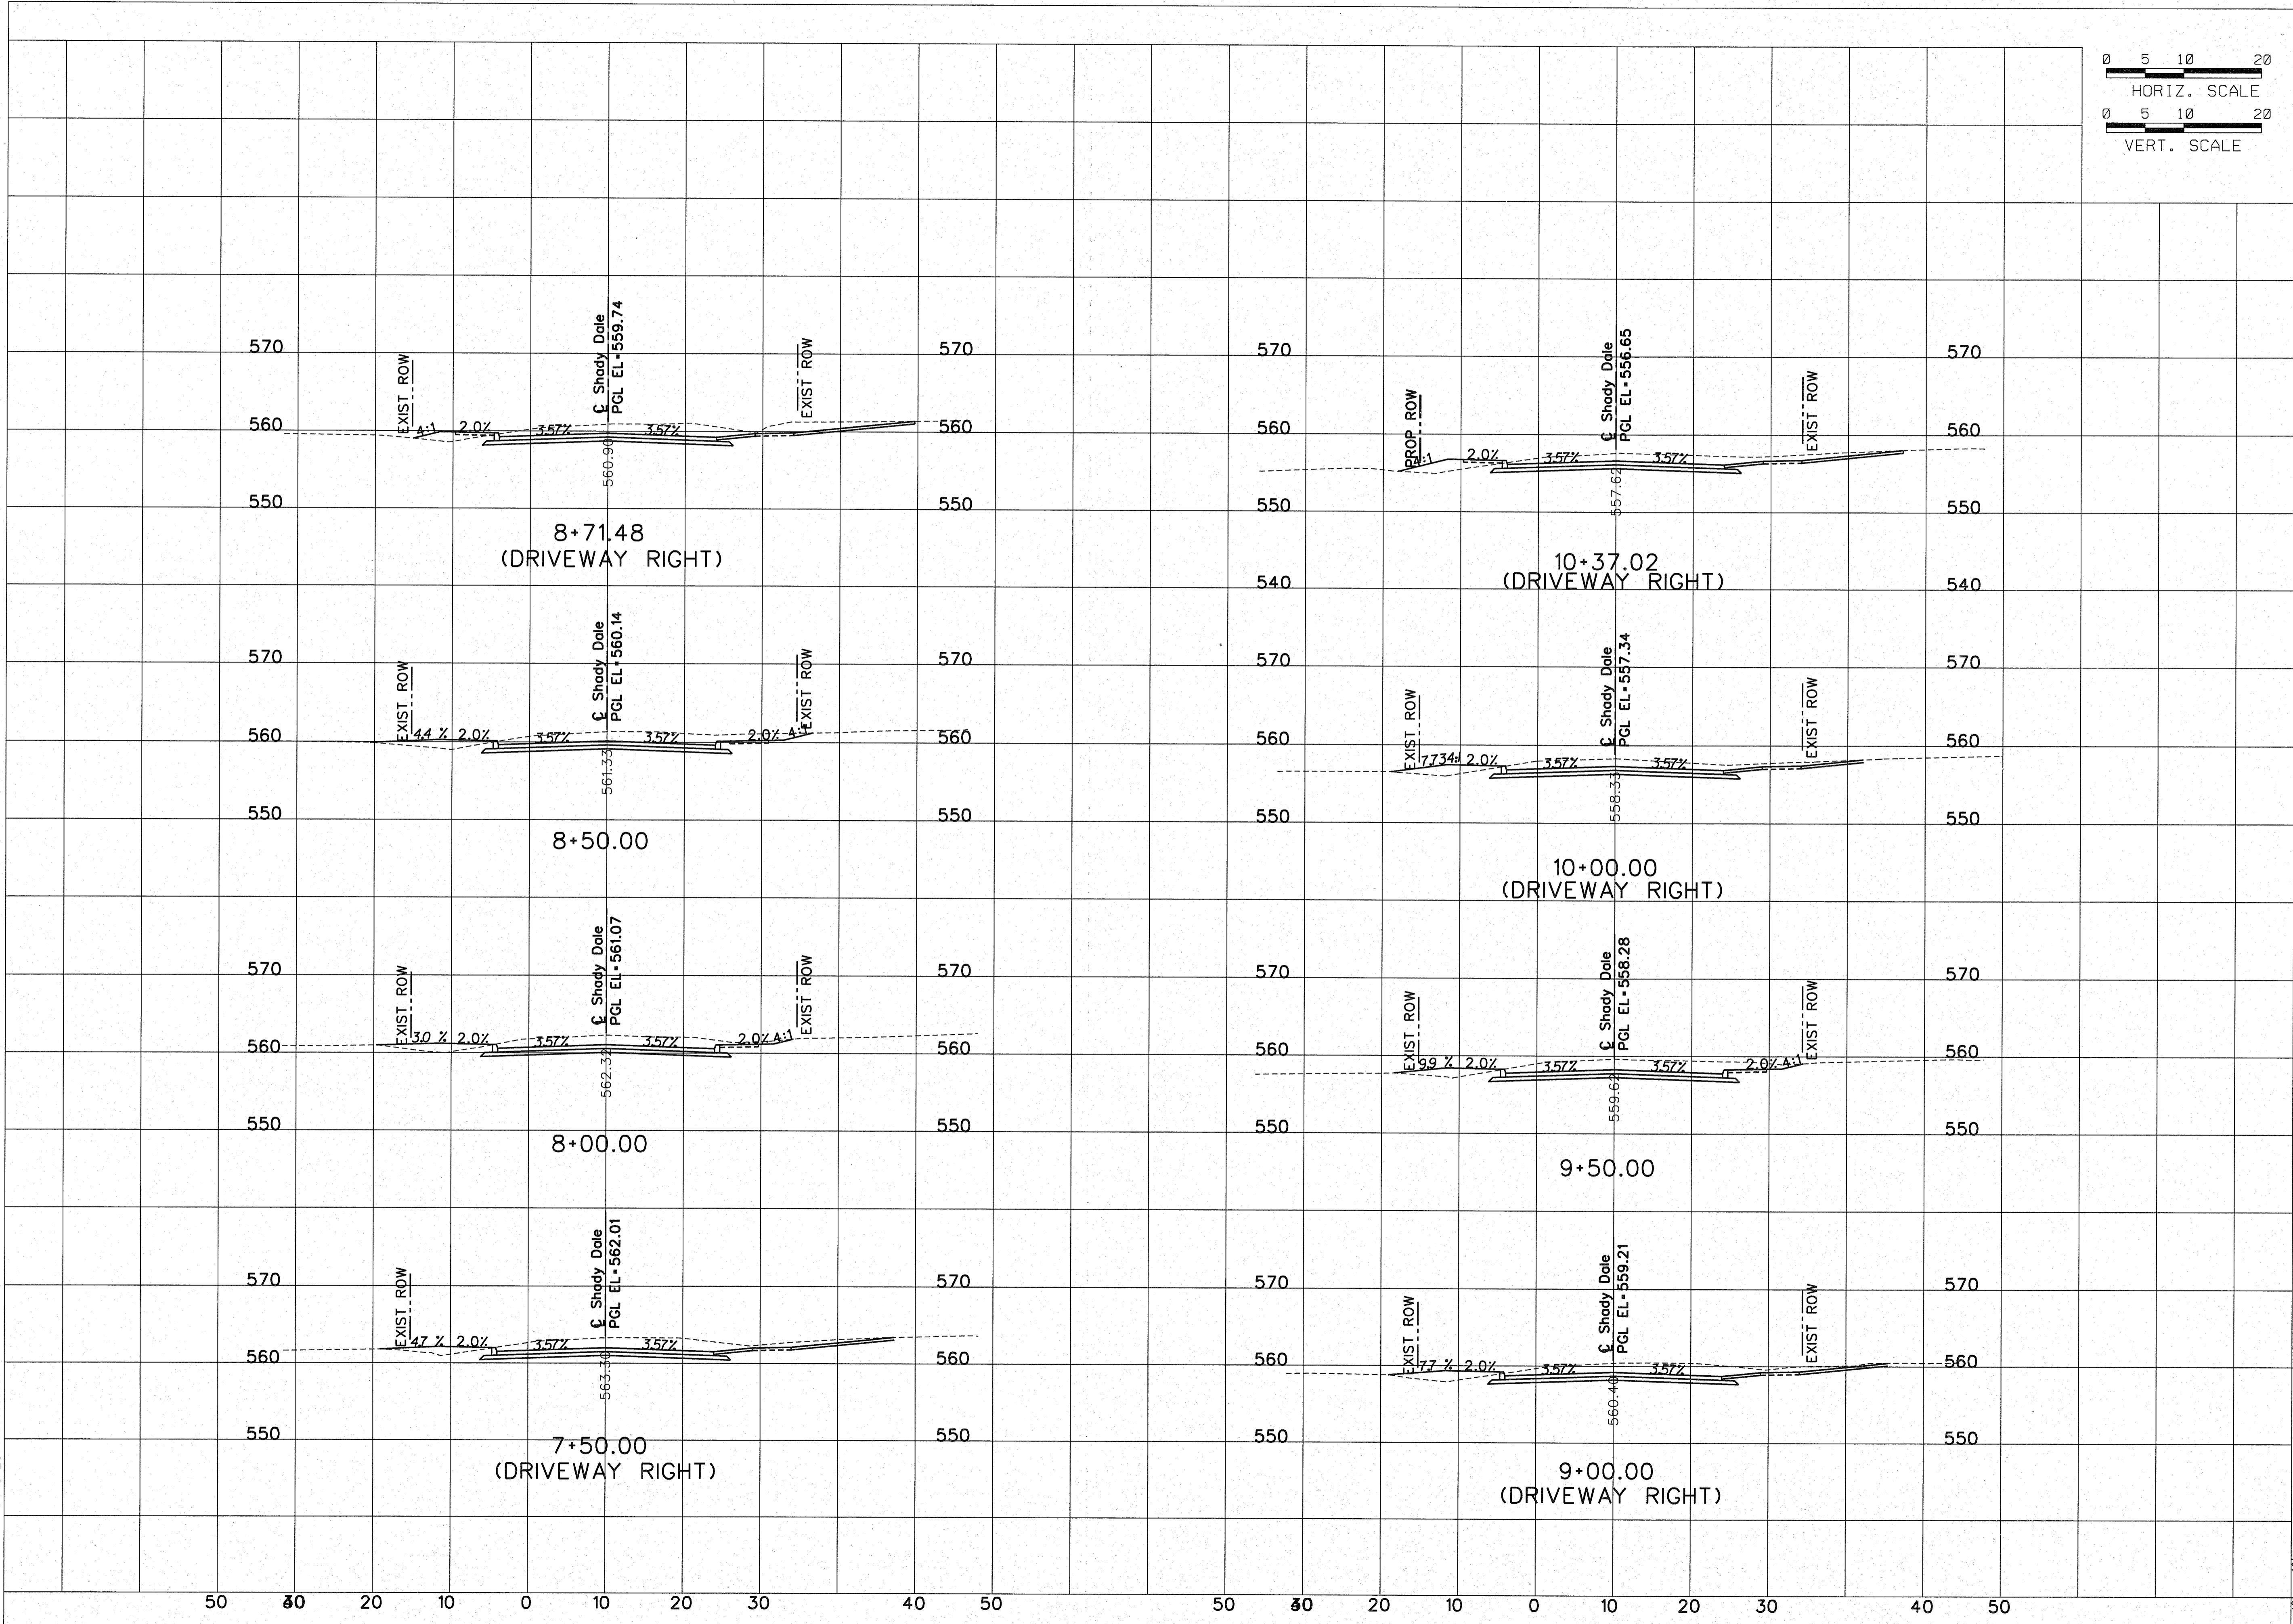 0 5 10 20
HORIZ. SCALE
0 5 10 20
VERT. SCALE
℄ Shady Dale
PGL EL=559.74
EXIST ROW
EXIST ROW
570 570
560 4:1 2.0% 3.57% 3.57% 560
560.90
550 550
8+71.48
(DRIVEWAY RIGHT)
℄ Shady Dale
PGL EL=560.14
EXIST ROW
EXIST ROW
570 570
560 4.4 % 2.0% 3.57% 3.57% 2.0% 4:1 560
561.33
550 550
8+50.00
℄ Shady Dale
PGL EL=561.07
EXIST ROW
EXIST ROW
570 570
560 3.0 % 2.0% 3.57% 3.57% 2.0% 4:1 560
562.32
550 550
8+00.00
℄ Shady Dale
PGL EL=562.01
EXIST ROW
570 570
560 4.7 % 2.0% 3.57% 3.57% 560
563.30
550 550
7+50.00
(DRIVEWAY RIGHT)
50 20 10 0 10 20 30 40 50
℄ Shady Dale
PGL EL=556.65
PROP ROW
EXIST ROW
570 570
560 4:1 2.0% 3.57% 3.57% 560
557.62
550 550
10+37.02
(DRIVEWAY RIGHT)
540 540
℄ Shady Dale
PGL EL=557.34
EXIST ROW
EXIST ROW
570 570
560 2.0% 3.57% 3.57% 560
558.33
550 550
10+00.00
(DRIVEWAY RIGHT)
℄ Shady Dale
PGL EL=558.28
EXIST ROW
EXIST ROW
570 570
560 9.9 % 2.0% 3.57% 3.57% 2.0% 4:1 560
559.62
550 550
9+50.00
℄ Shady Dale
PGL EL=559.21
EXIST ROW
EXIST ROW
570 570
560 7.7 % 2.0% 3.57% 3.57% 560
560.40
550 550
9+00.00
(DRIVEWAY RIGHT)
50 20 10 0 10 20 30 40 50